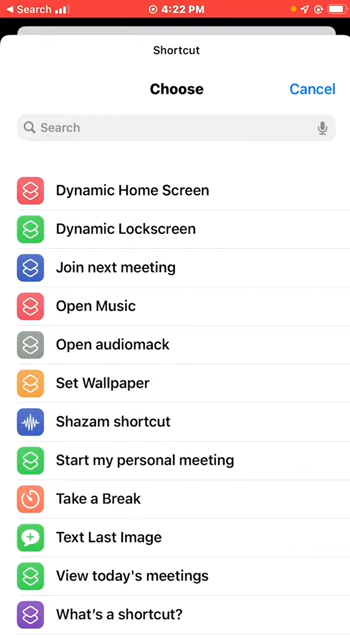 Search
4:22 PM
Shortcut
Choose
Cancel
Search
Dynamic Home Screen
Dynamic Lockscreen
Join next meeting
Open Music
Open audiomack
Set Wallpaper
Shazam shortcut
Start my personal meeting
Take a Break
Text Last Image
View today's meetings
What's a shortcut?